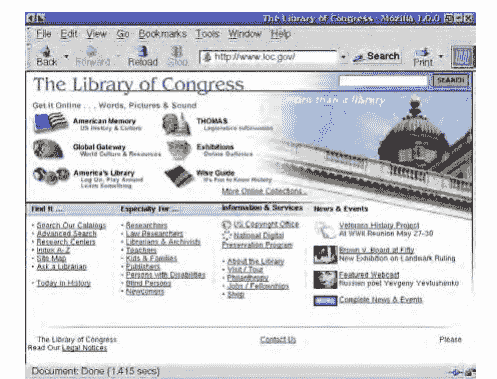 The Library of Congress - Mozilla 1.0.0
File Edit View Go Bookmarks Tools Window Help
Back Forward Reload Stop http://www.loc.gov/ Search Print
The Library of Congress
SEARCH
more than a library
Get it Online . . . Words, Pictures & Sound
American Memory
US History & Culture
THOMAS
Legislative Information
Global Gateway
World Culture & Resources
Exhibitions
Online Galleries
America's Library
Log On, Play Around
Learn Something
Wise Guide
It's Fun to Know History
More Online Collections...
Find It ...
Search Our Catalogs
Advanced Search
Research Centers
Index A-Z
Site Map
Ask a Librarian
Today in History
Especially For ...
Researchers
Law Researchers
Librarians & Archivists
Teachers
Kids & Families
Publishers
Persons with Disabilities
Blind Persons
Newcomers
Information & Services
US Copyright Office
National Digital
Preservation Program
About the Library
Visit / Tour
Philanthropy
Jobs / Fellowships
Shop
News & Events
Veterans History Project
At WWII Reunion May 27-30
Brown V. Board at Fifty
New Exhibition on Landmark Ruling
Featured Webcast
Russian poet Yevgeny Yevtushenko
Complete News & Events
The Library of Congress
Contact Us
Please
Read Our Legal Notices
Document: Done (1.415 secs)